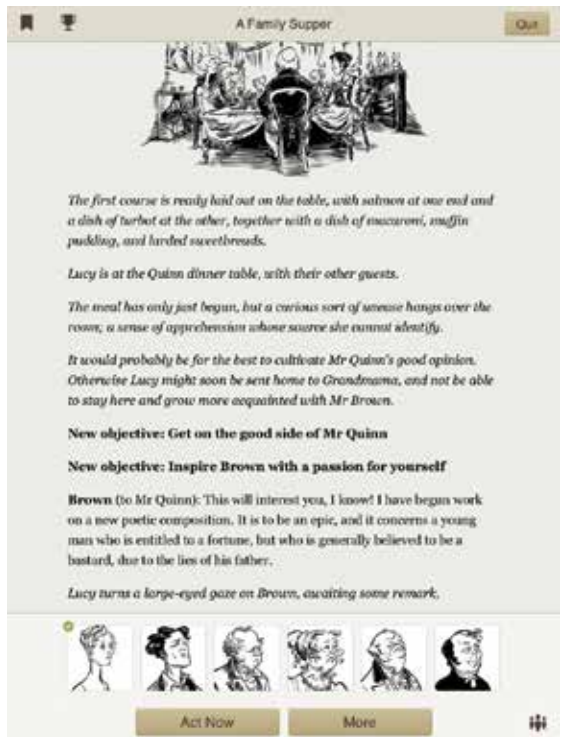 A Family Supper
Quit
The first course is ready laid out on the table, with salmon at one end and
a dish of turbot at the other, together with a dish of macaroni, muffin
pudding, and larded sweetbreads.
Lucy is at the Quinn dinner table, with their other guests.
The meal has only just begun, but a curious sort of unease hangs over the
room; a sense of apprehension whose source she cannot identify.
It would probably be for the best to cultivate Mr Quinn's good opinion.
Otherwise Lucy might soon be sent home to Grandmama, and not be able
to stay here and grow more acquainted with Mr Brown.
New objective: Get on the good side of Mr Quinn
New objective: Inspire Brown with a passion for yourself
Brown (to Mr Quinn): This will interest you, I know! I have begun work
on a new poetic composition. It is to be an epic, and it concerns a young
man who is entitled to a fortune, but who is generally believed to be a
bastard, due to the lies of his father.
Lucy turns a large-eyed gaze on Brown, awaiting some remark.
Act Now
More